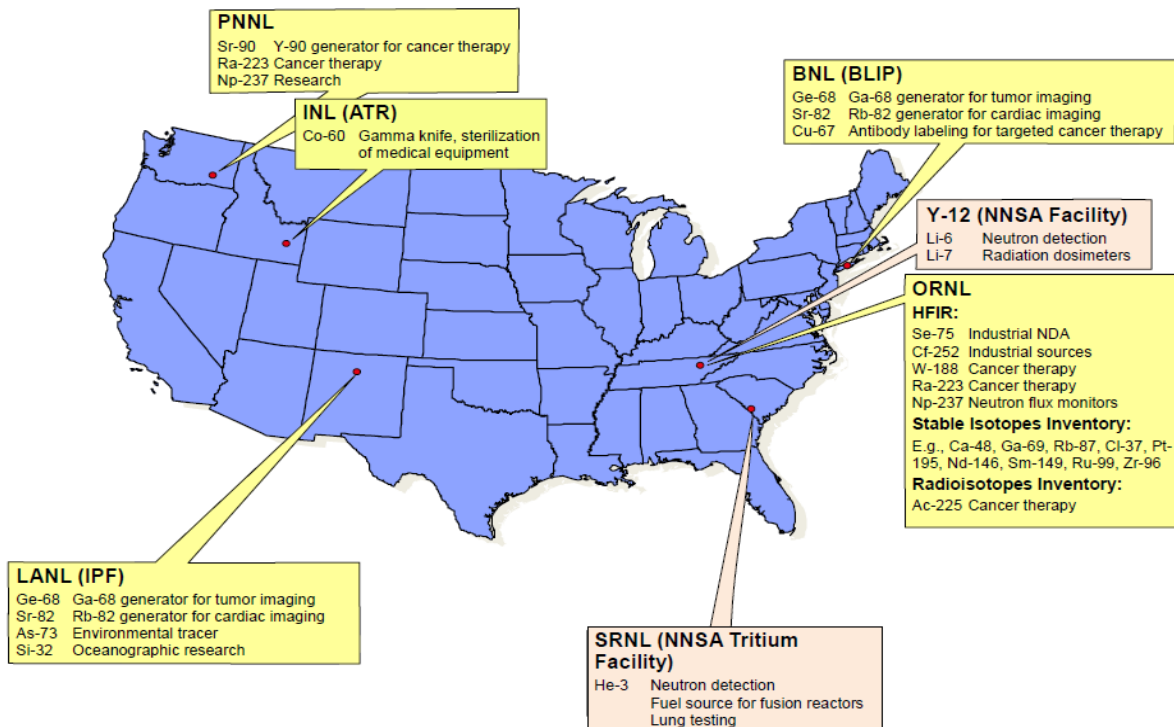 PNNL
Sr-90 Y-90 generator for cancer therapy
Ra-223 Cancer therapy
Np-237 Research
INL (ATR)
Co-60 Gamma knife, sterilization
of medical equipment
BNL (BLIP)
Ge-68 Ga-68 generator for tumor imaging
Sr-82 Rb-82 generator for cardiac imaging
Cu-67 Antibody labeling for targeted cancer therapy
Y-12 (NNSA Facility)
Li-6 Neutron detection
Li-7 Radiation dosimeters
ORNL
HFIR:
Se-75 Industrial NDA
Cf-252 Industrial sources
W-188 Cancer therapy
Ra-223 Cancer therapy
Np-237 Neutron flux monitors
Stable Isotopes Inventory:
E.g., Ca-48, Ga-69, Rb-87, Cl-37, Pt-
195, Nd-146, Sm-149, Ru-99, Zr-96
Radioisotopes Inventory:
Ac-225 Cancer therapy
LANL (IPF)
Ge-68 Ga-68 generator for tumor imaging
Sr-82 Rb-82 generator for cardiac imaging
As-73 Environmental tracer
Si-32 Oceanographic research
SRNL (NNSA Tritium
Facility)
He-3 Neutron detection
Fuel source for fusion reactors
Lung testing